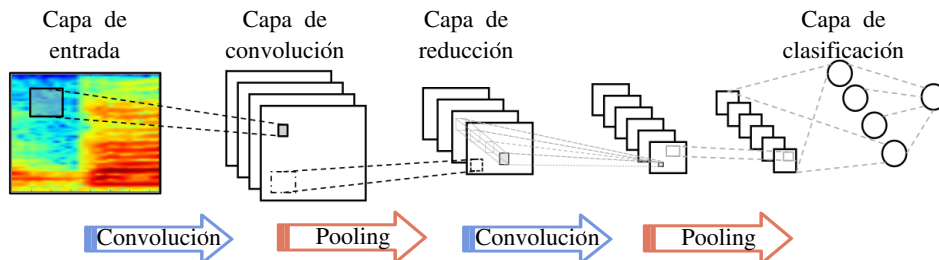 Capa de
entrada
Capa de
convolución
Capa de
reducción
Capa de
clasificación
Convolución
Pooling
Convolución
Pooling